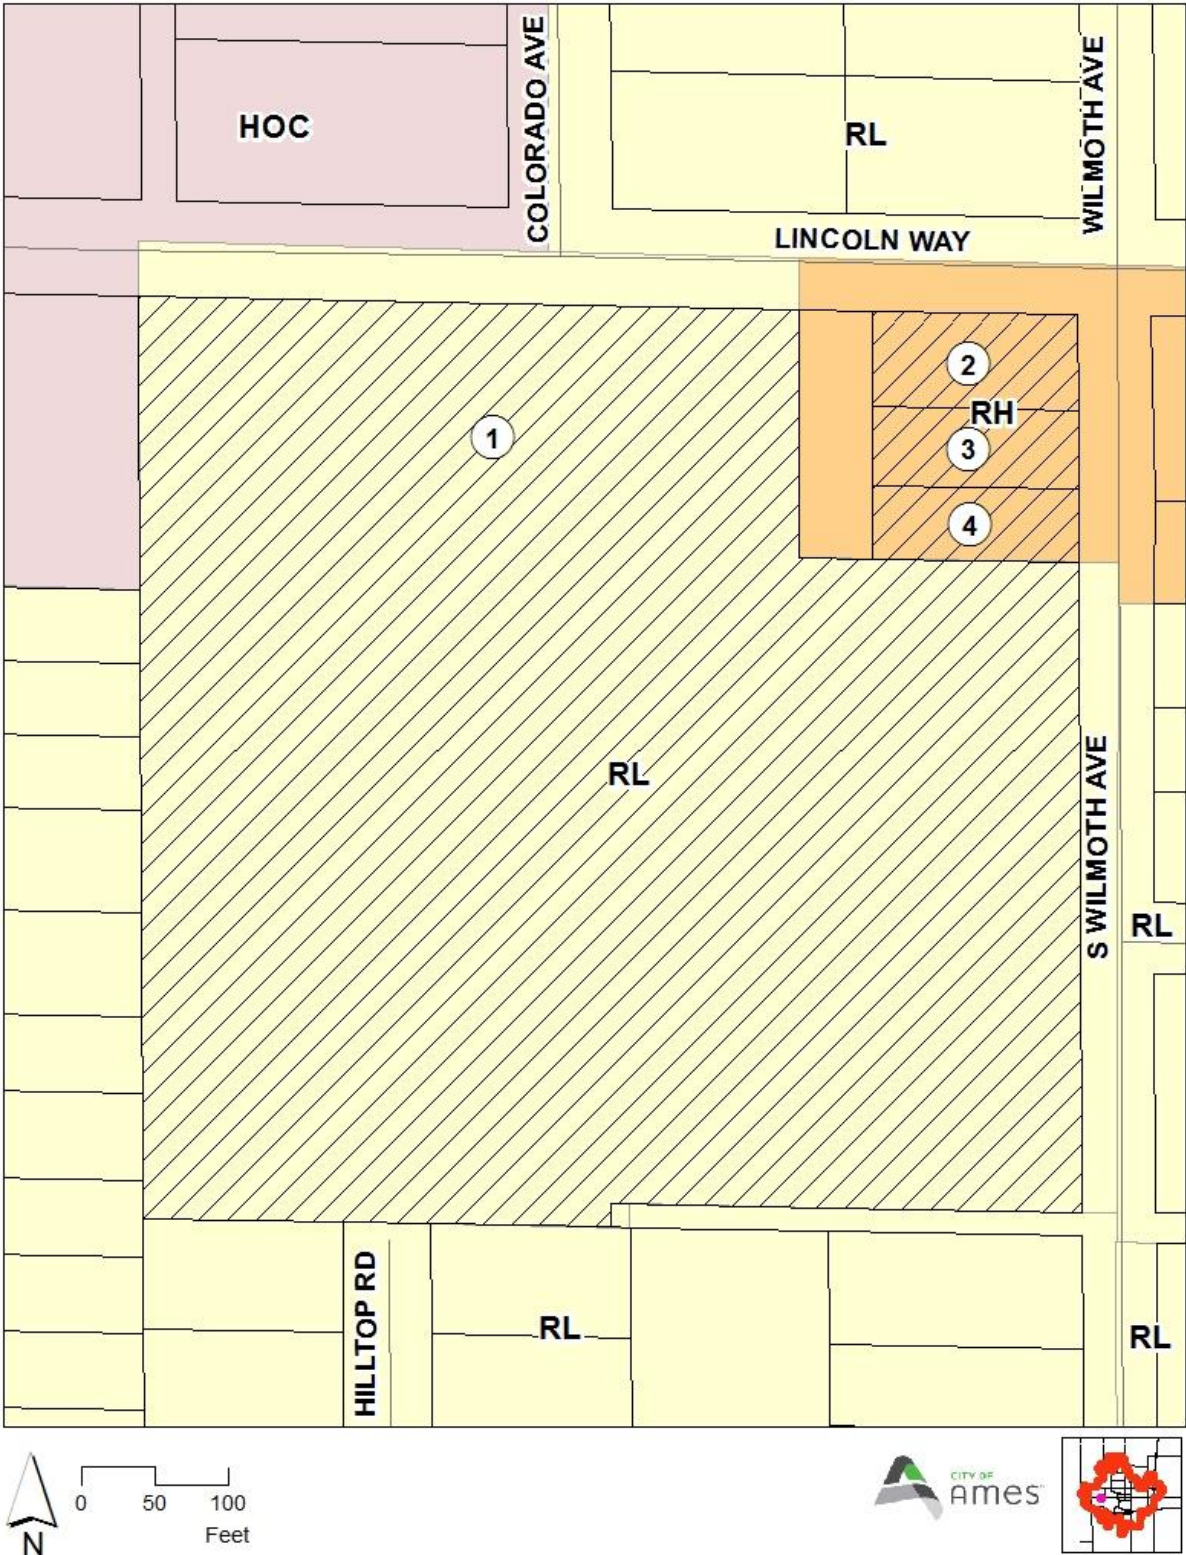 COLORADO AVE
WILMOTH AVE
HOC
RL
LINCOLN WAY
2
RH
1
3
4
RL
S WILMOTH AVE
RL
HILLTOP RD
RL
RL
0 50 100
Feet
N
CITY OF
Ames